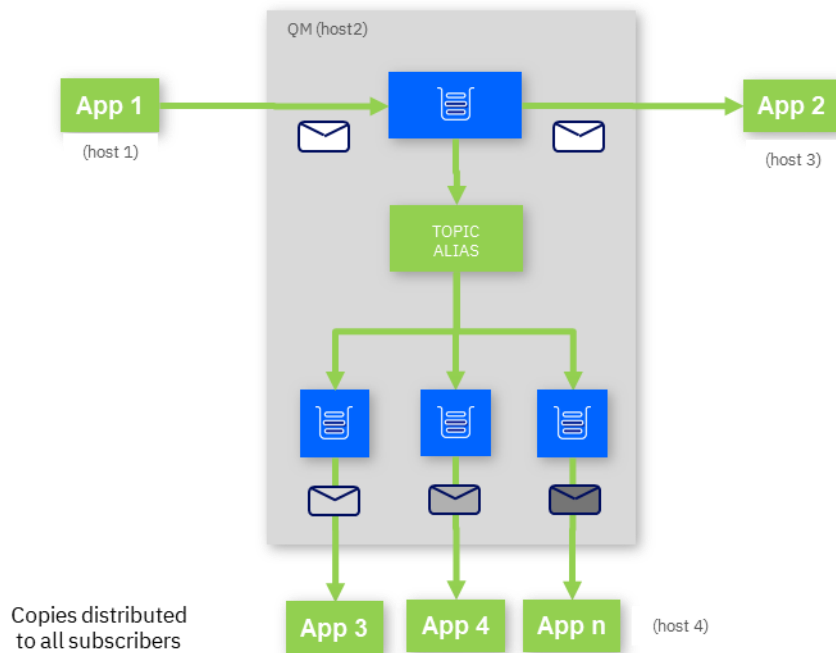 QM (host2)
App 1
App 2
(host 1)
(host 3)
TOPIC
ALIAS
Copies distributed
to all subscribers
App 3
App 4
App n
(host 4)